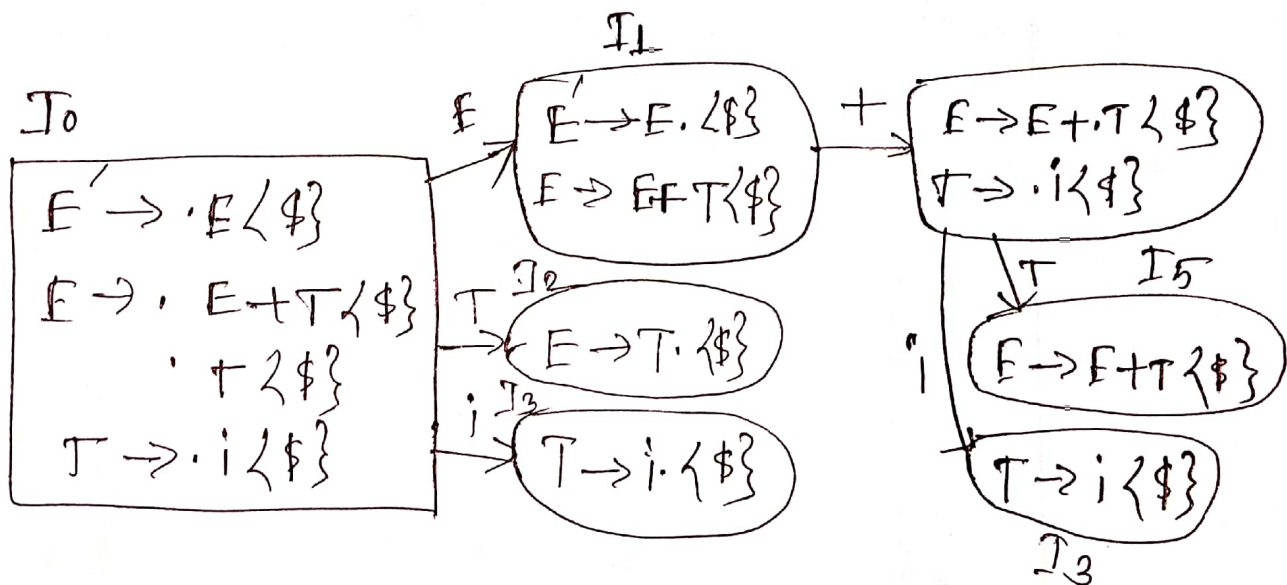 I0
E' → ·E {$}
E → · E+T {$}
· T {$}
T → ·i {$}
E
I1
E' → E· {$}
E → E+T {$}
T
I2
E → T· {$}
i
I3
T → i· {$}
+
E → E+·T {$}
T → ·i {$}
T
I5
E → E+T {$}
i
T → i {$}
I3